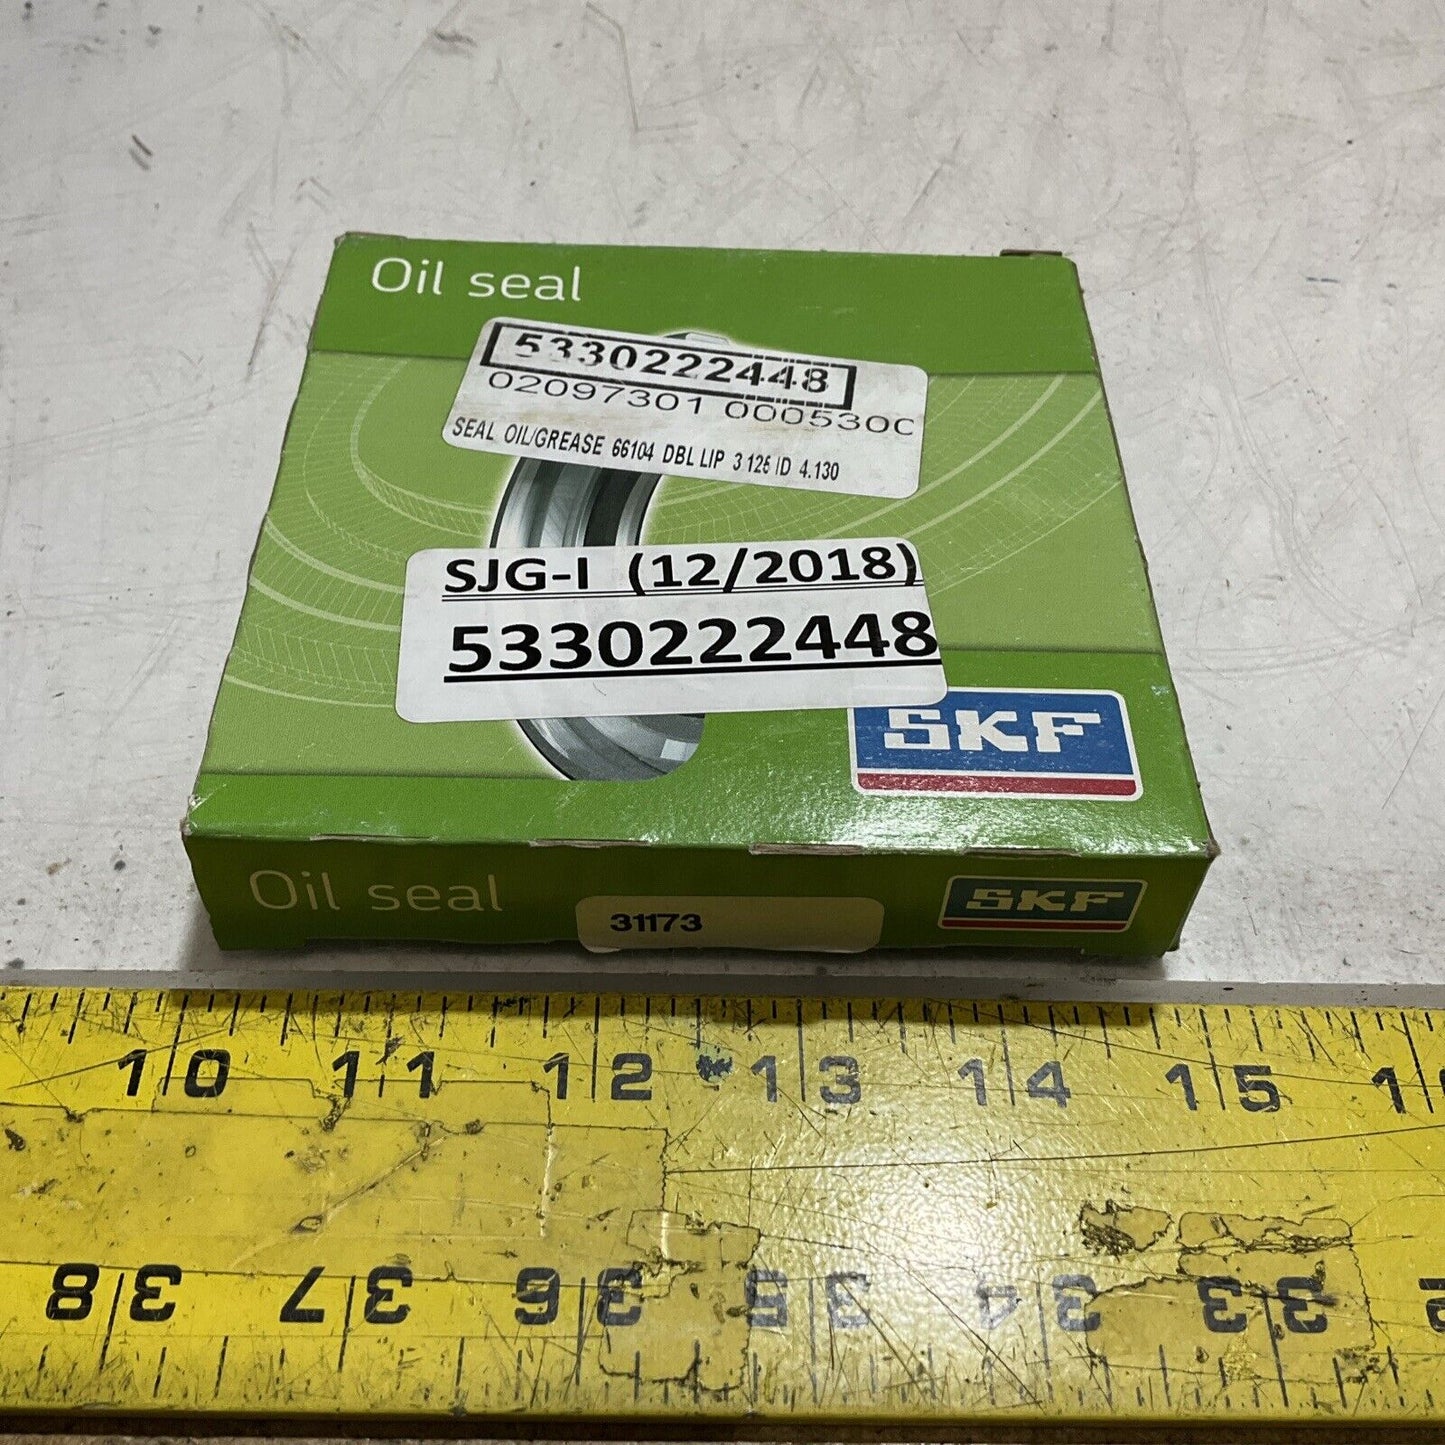 Oil seal
5330222448
02097301 000530C
SEAL OIL/GREASE 66104 DBL LIP 3 125 ID 4.130
SJG-I (12/2018)
5330222448
SKF
Oil seal
31173
SKF
10 11 12 13 14 15
38 37 36 35 34 33